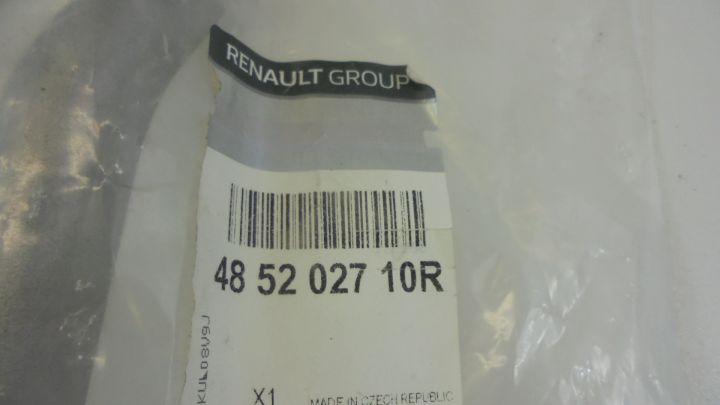 RENAULT GROUP
48 52 027 10R
X1
MADE IN CZECH REPUBLIC